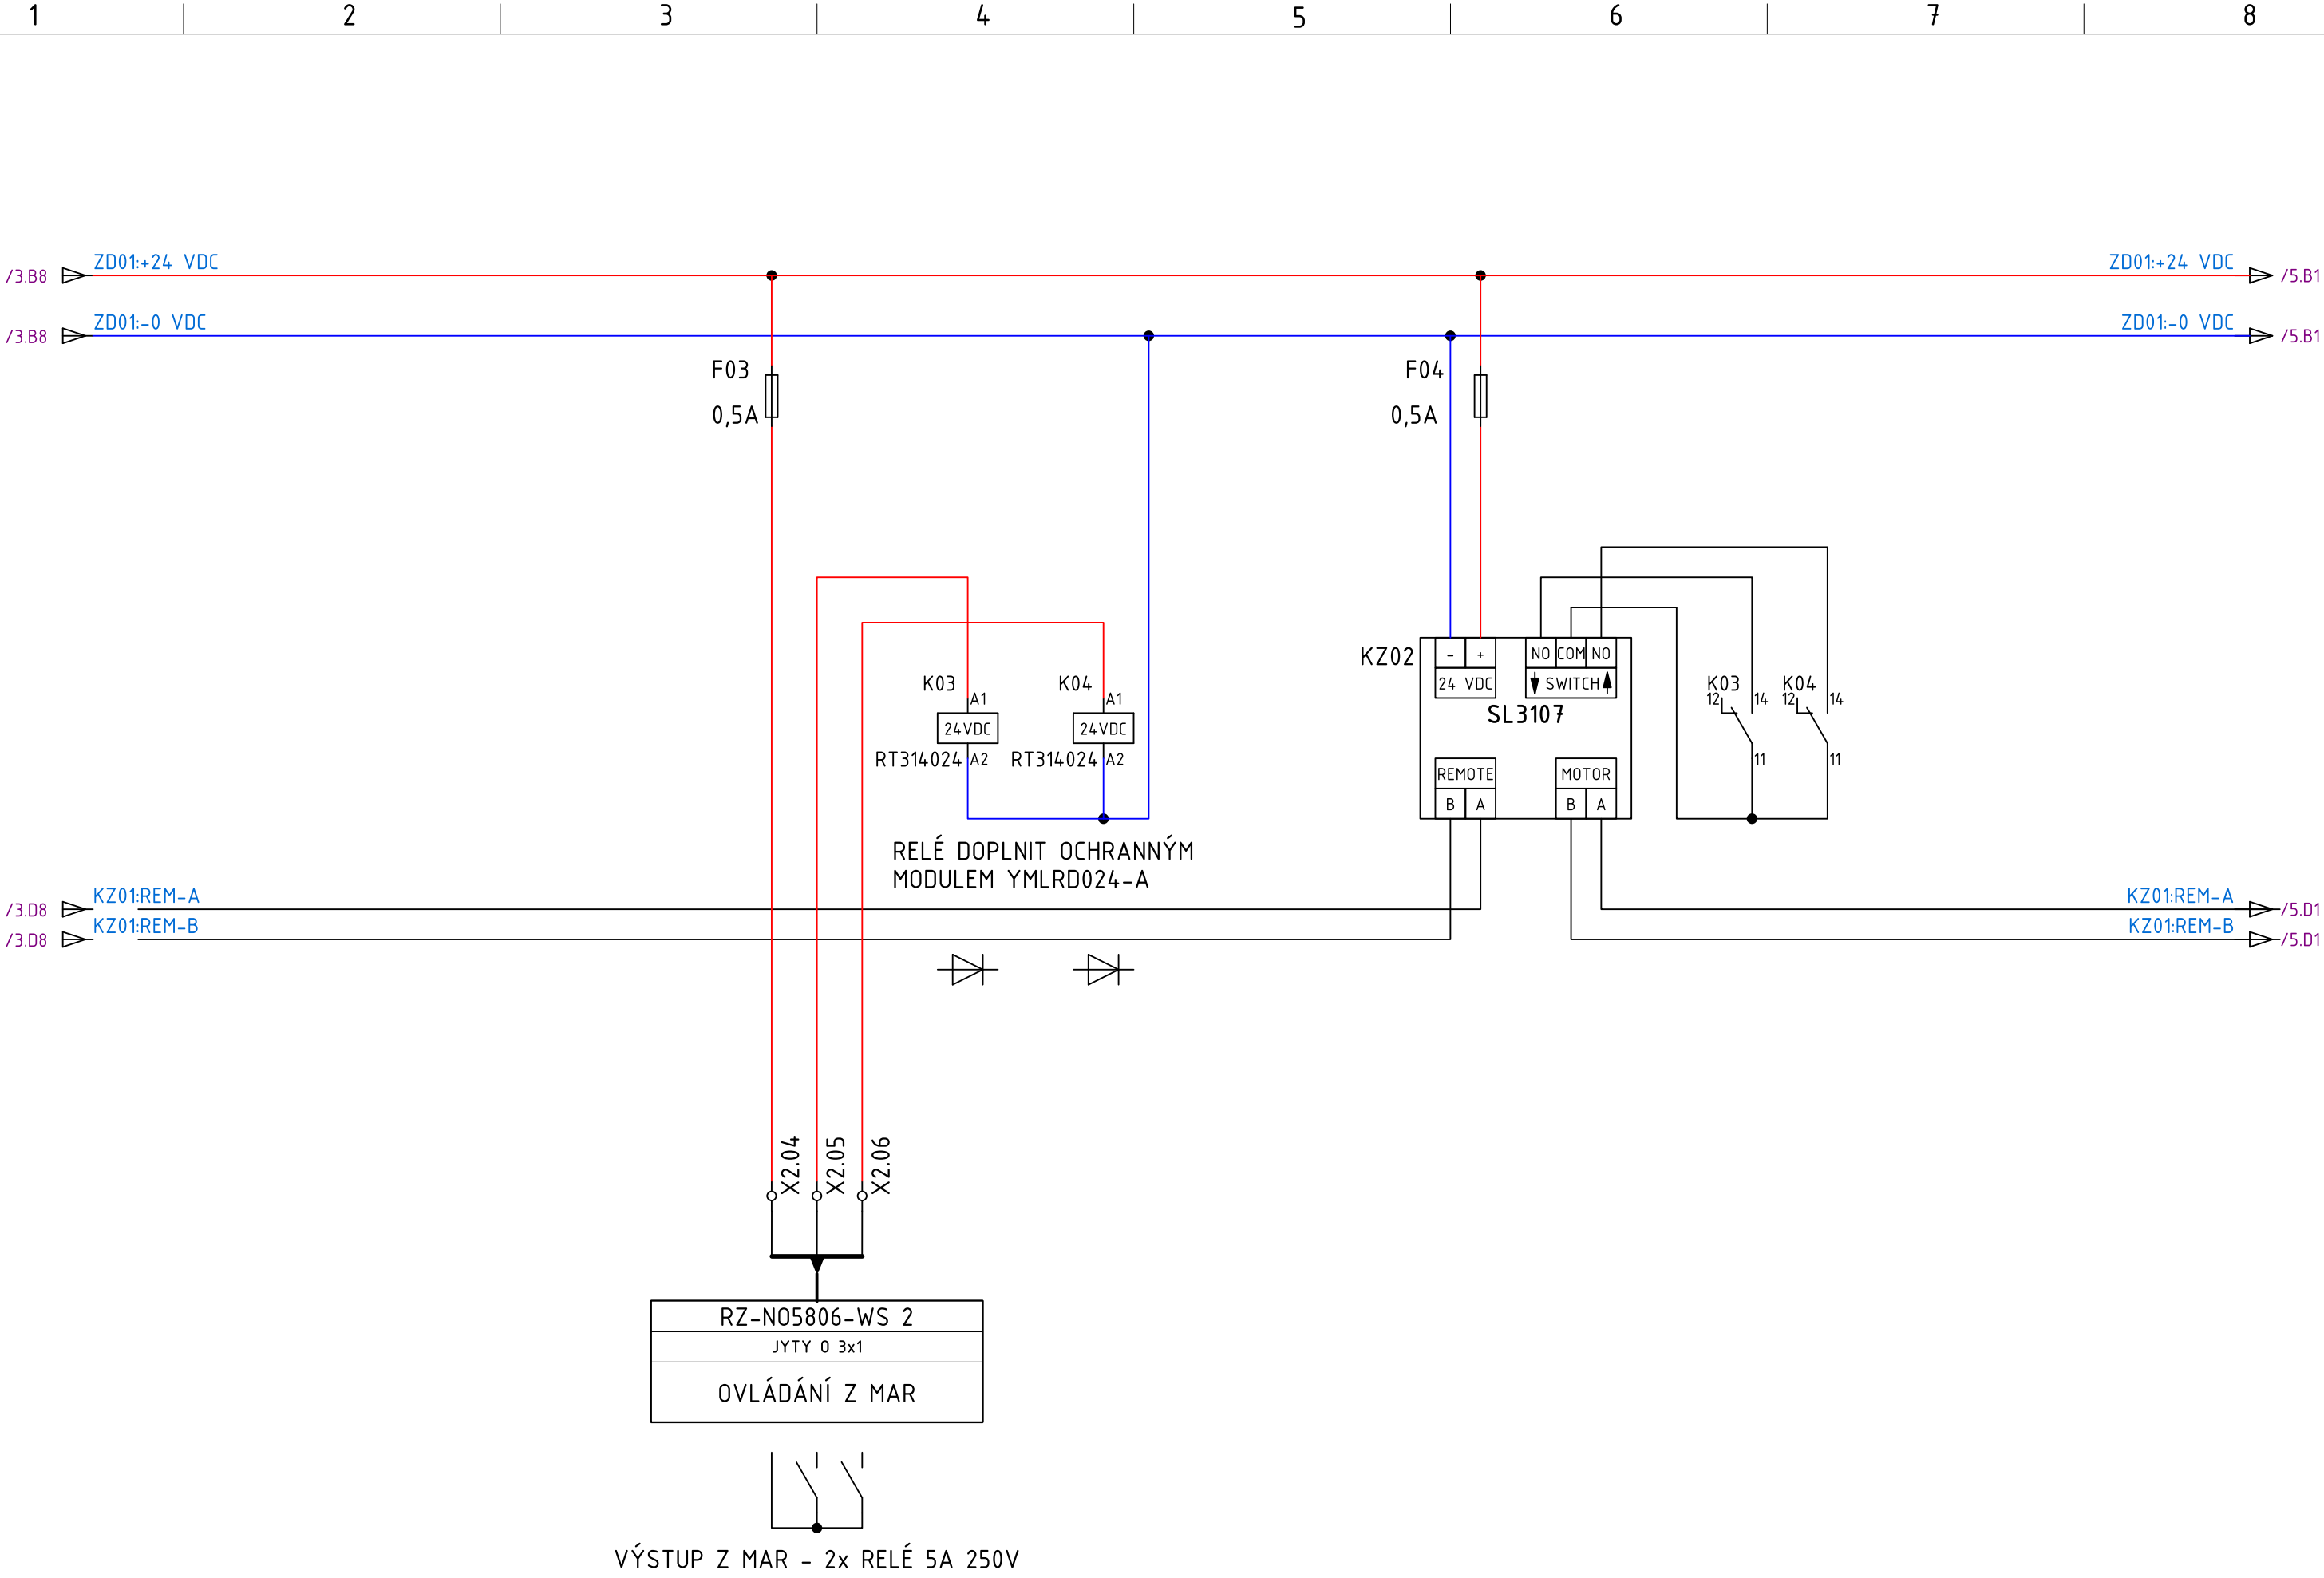 1 2 3 4 5 6 7 8
ZD01:+24 VDC ZD01:+24 VDC
/3.B8 /5.B1
ZD01:-0 VDC ZD01:-0 VDC
/3.B8 /5.B1
F03 F04
0,5A 0,5A
KZ02 - + NO COM NO
24 VDC SWITCH
SL3107
K03 K04 K03 K04
A1 A1 12 14 12 14
24VDC 24VDC
RT314024 A2 RT314024 A2 11 11
REMOTE MOTOR
B A B A
RELÉ DOPLNIT OCHRANNÝM
MODULEM YMLRD024-A
KZ01:REM-A KZ01:REM-A
/3.D8 /5.D1
KZ01:REM-B KZ01:REM-B
/3.D8 /5.D1
X2.04 X2.05 X2.06
RZ-NO5806-WS 2
JYTY O 3x1
OVLÁDÁNÍ Z MAR
VÝSTUP Z MAR - 2x RELÉ 5A 250V